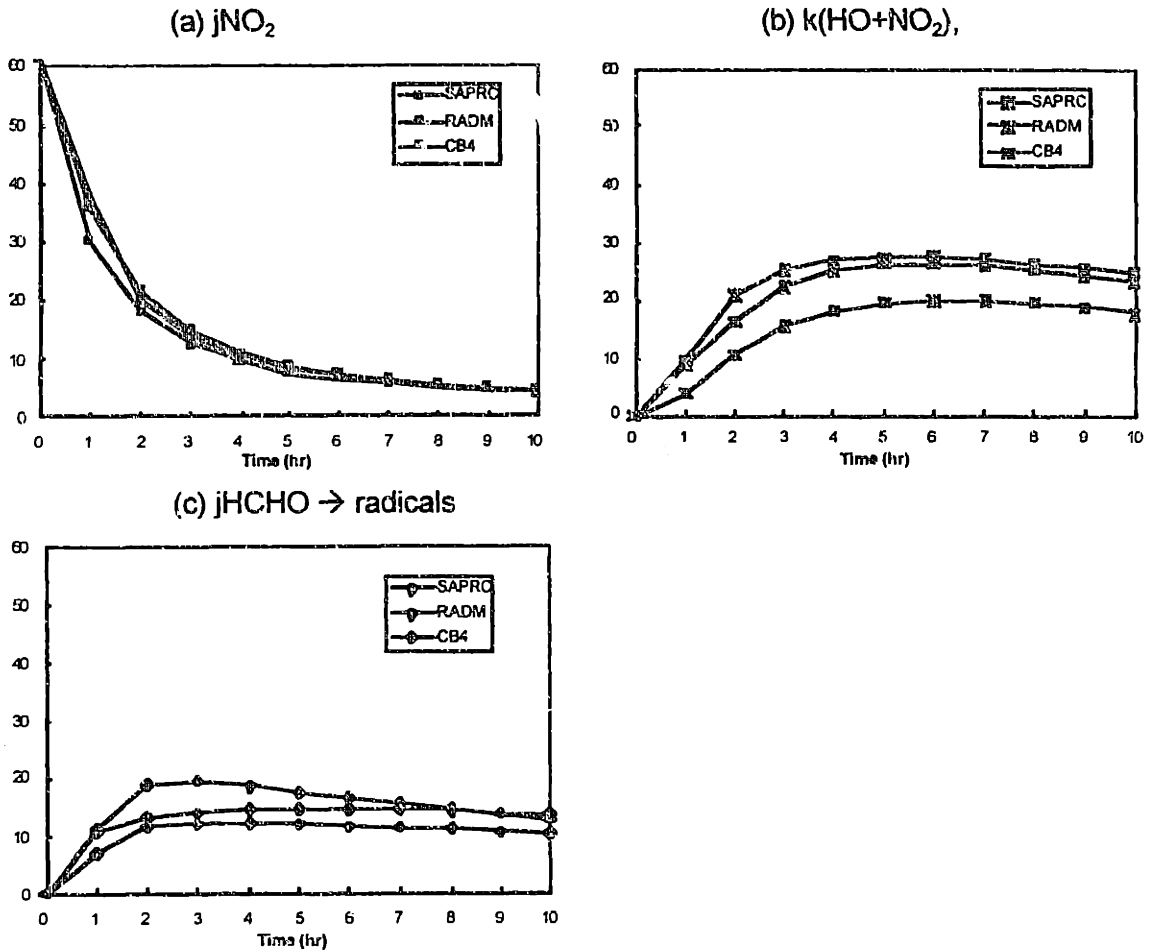 (a) jNO₂
60
50
40
30
20
10
0
0 1 2 3 4 5 6 7 8 9 10
Time (hr)
SAPRC
RADM
CB4
(b) k(HO+NO₂),
60
50
40
30
20
10
0
0 1 2 3 4 5 6 7 8 9 10
Time (hr)
SAPRC
RADM
CB4
(c) jHCHO → radicals
60
50
40
30
20
10
0
0 1 2 3 4 5 6 7 8 9 10
Time (hr)
SAPRC
RADM
CB4